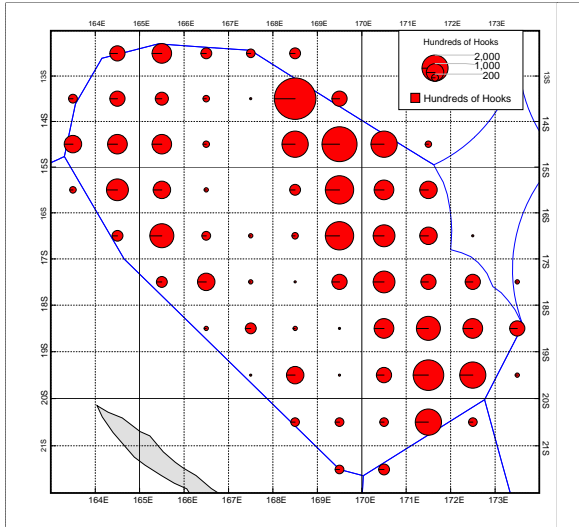 164E 165E 166E 167E 168E 169E 170E 171E 172E 173E
Hundreds of Hooks
2,000
1,000
200
Hundreds of Hooks
13S 13S
14S 14S
15S 15S
16S 16S
17S 17S
18S 18S
19S 19S
20S 20S
21S 21S
164E 165E 166E 167E 168E 169E 170E 171E 172E 173E